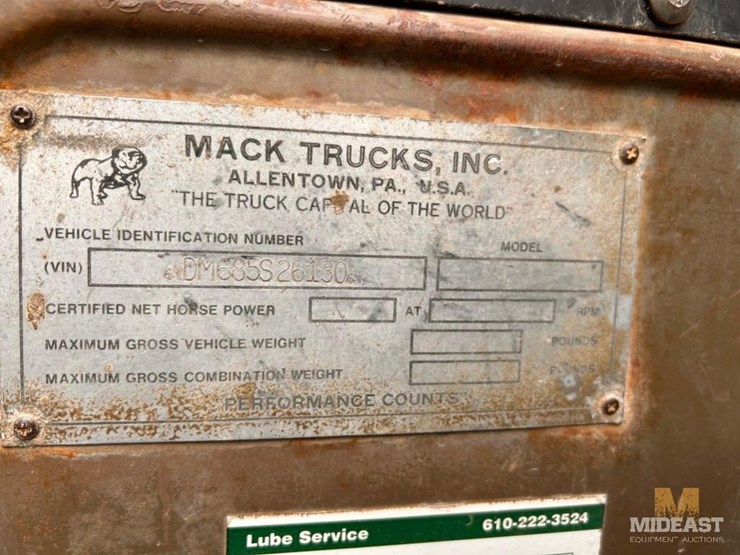 MACK TRUCKS, INC.
ALLENTOWN, PA., U.S.A.
"THE TRUCK CAP AL OF THE WORLD"
VEHICLE IDENTIFICATION NUMBER
MODEL
(VIN) DM685S26130
CERTIFIED NET HORSE POWER AT RPM
MAXIMUM GROSS VEHICLE WEIGHT POUNDS
MAXIMUM GROSS COMBINATION WEIGHT POUNDS
PERFORMANCE COUNTS
Lube Service 610-222-3524
M
MIDEAST
EQUIPMENT AUCTIONS